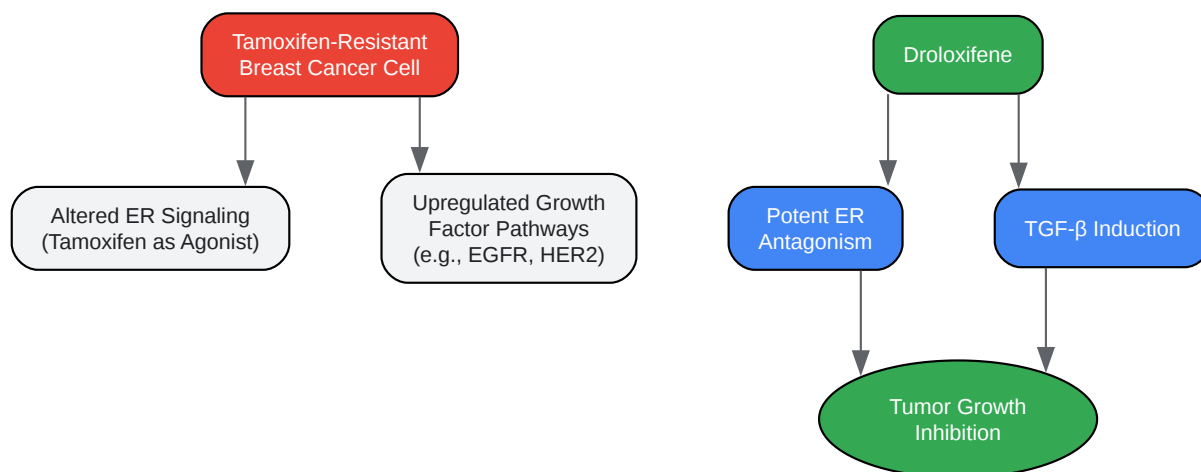 Tamoxifen-Resistant
Breast Cancer Cell
Altered ER Signaling
(Tamoxifen as Agonist)
Upregulated Growth
Factor Pathways
(e.g., EGFR, HER2)
Droloxifene
Potent ER
Antagonism
TGF-β Induction
Tumor Growth
Inhibition